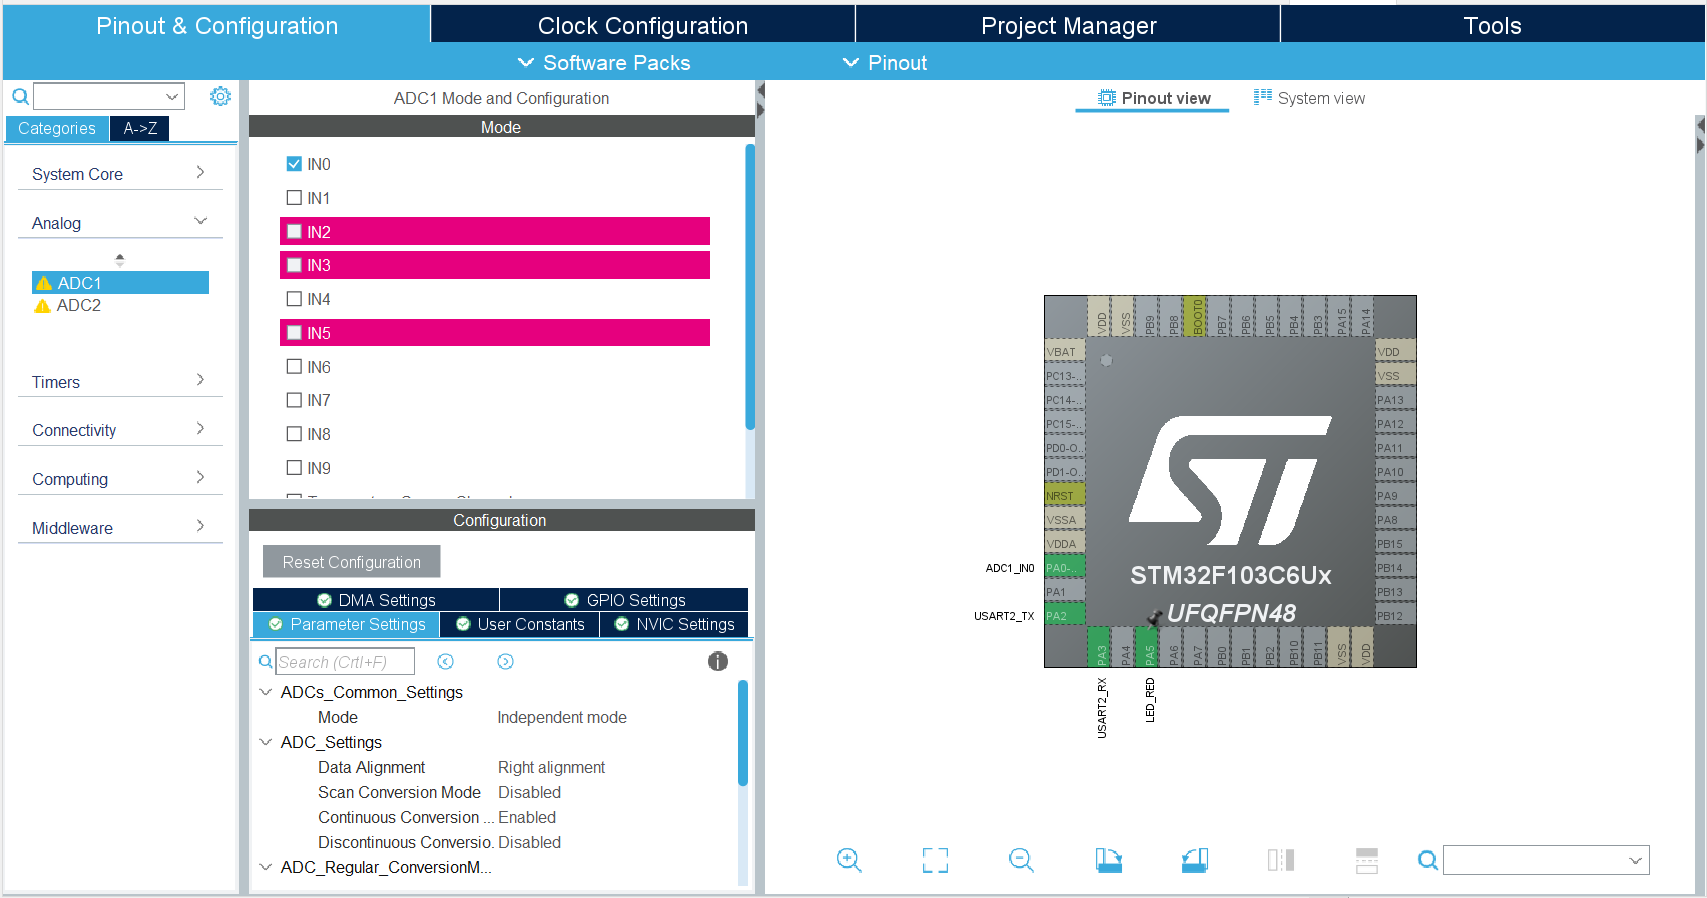 Pinout & Configuration
Clock Configuration
Project Manager
Tools
Software Packs
Pinout
Categories
A->Z
System Core
Analog
ADC1
ADC2
Timers
Connectivity
Computing
Middleware
ADC1 Mode and Configuration
Mode
IN0
IN1
IN2
IN3
IN4
IN5
IN6
IN7
IN8
IN9
Configuration
Reset Configuration
DMA Settings
GPIO Settings
Parameter Settings
User Constants
NVIC Settings
Search (Crtl+F)
ADCs_Common_Settings
Mode Independent mode
ADC_Settings
Data Alignment Right alignment
Scan Conversion Mode Disabled
Continuous Conversion ... Enabled
Discontinuous Conversio. Disabled
ADC_Regular_ConversionM...
Pinout view
System view
VDD
VSS
PB9
PB8
BOOT0
PB7
PB6
PB5
PB4
PB3
PA15
PA14
VBAT
PC13-..
PC14-..
PC15-..
PD0-O..
PD1-O..
NRST
VSSA
VDDA
ADC1_IN0 PA0-..
PA1
USART2_TX PA2
VDD
VSS
PA13
PA12
PA11
PA10
PA9
PA8
PB15
PB14
PB13
PB12
ST
STM32F103C6Ux
UFQFPN48
PA3
PA4
PA5
PA6
PA7
PB0
PB1
PB2
PB10
PB11
VSS
VDD
USART2_RX
LED_RED